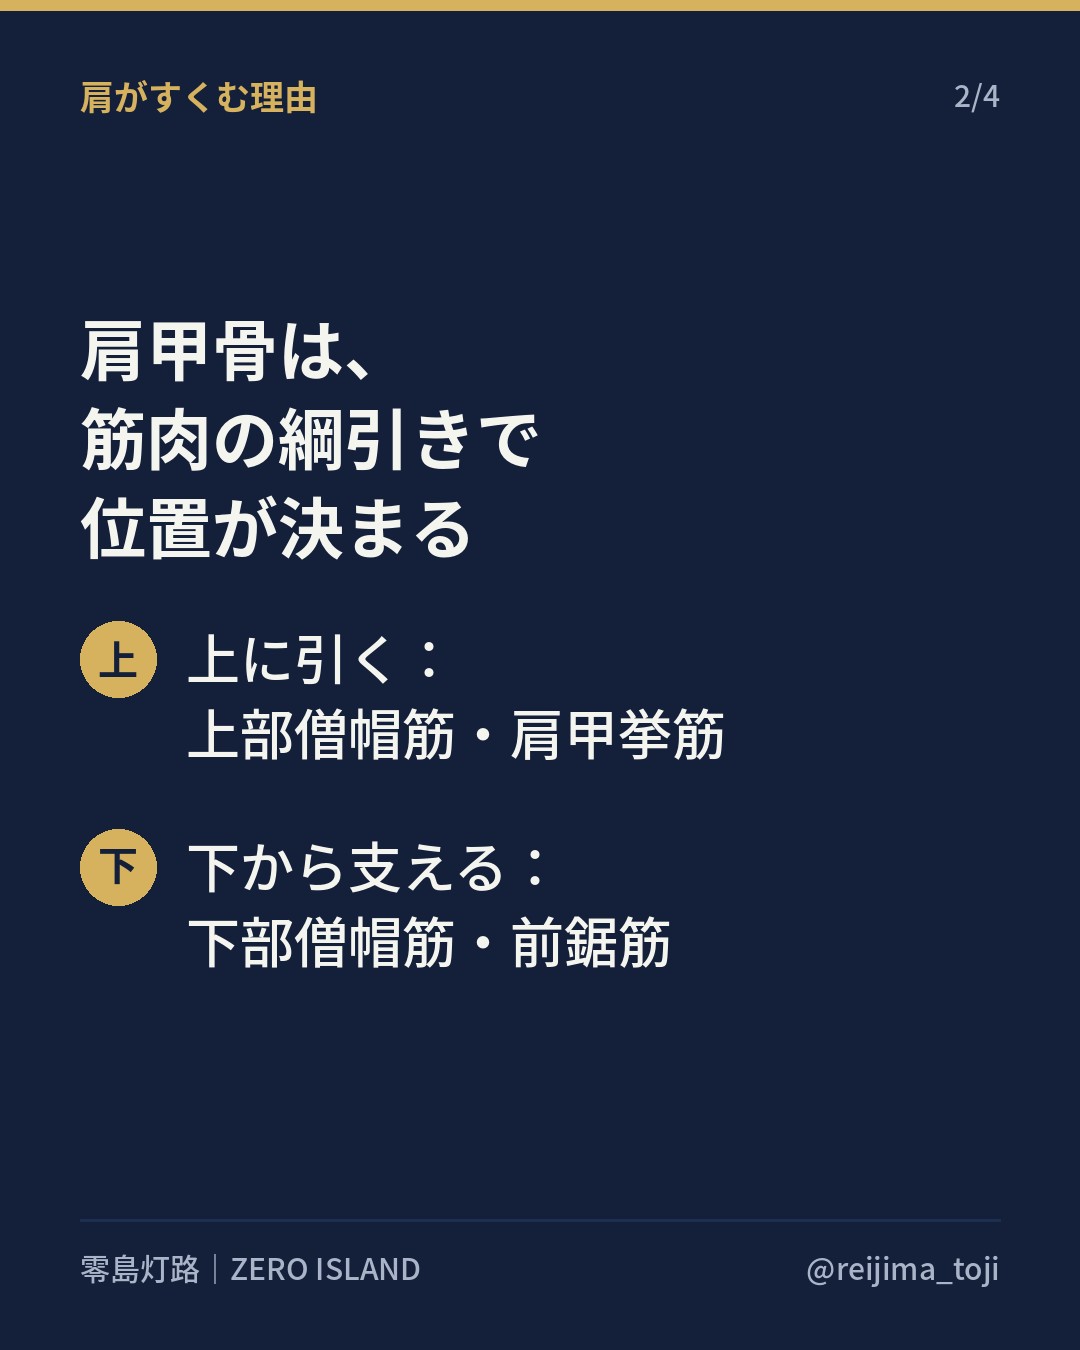 肩がすくむ理由
2/4
肩甲骨は、
筋肉の綱引きで
位置が決まる
上
上に引く：
上部僧帽筋・肩甲挙筋
下
下から支える：
下部僧帽筋・前鋸筋
零島灯路｜ZERO ISLAND
@reijima_toji